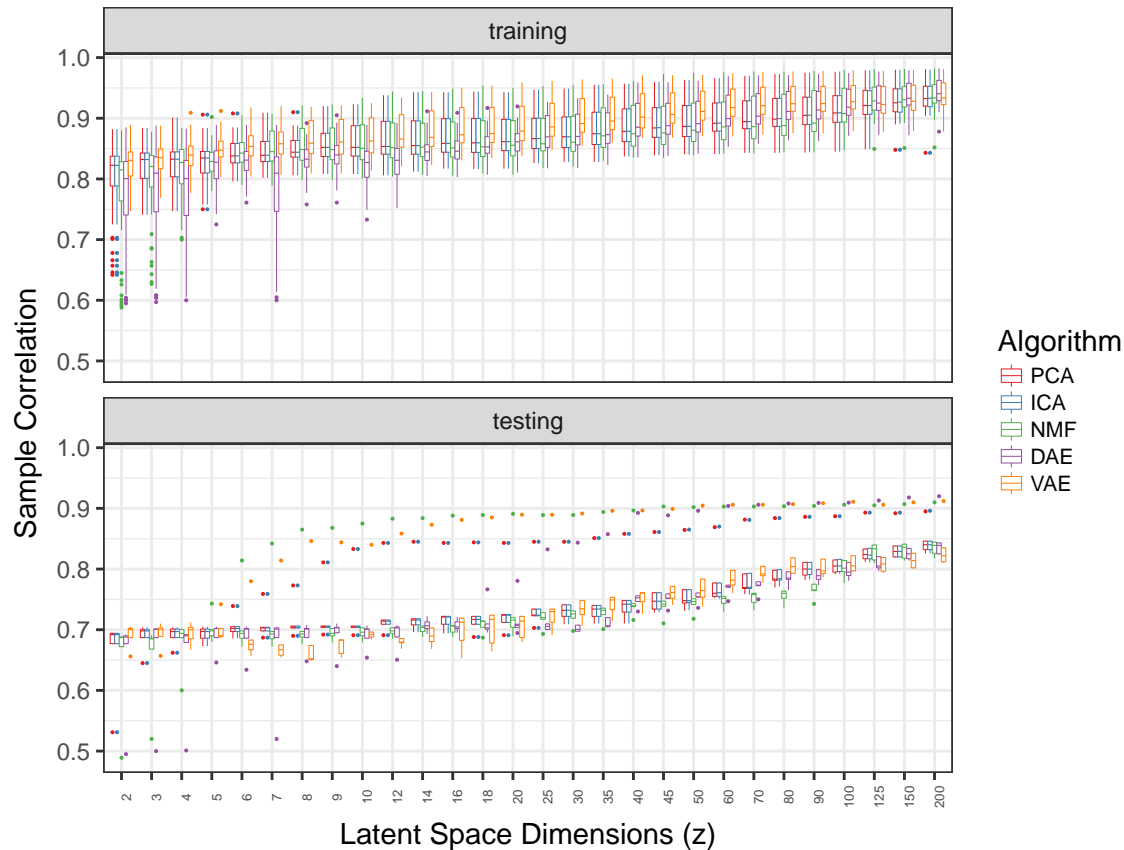 training
1.0
0.9
0.8
0.7
0.6
0.5
testing
1.0
0.9
0.8
0.7
0.6
0.5
Sample Correlation
2 3 4 5 6 7 8 9 10 12 14 16 18 20 25 30 35 40 45 50 60 70 80 90 100 125 150 200
Latent Space Dimensions (z)
Algorithm
PCA
ICA
NMF
DAE
VAE